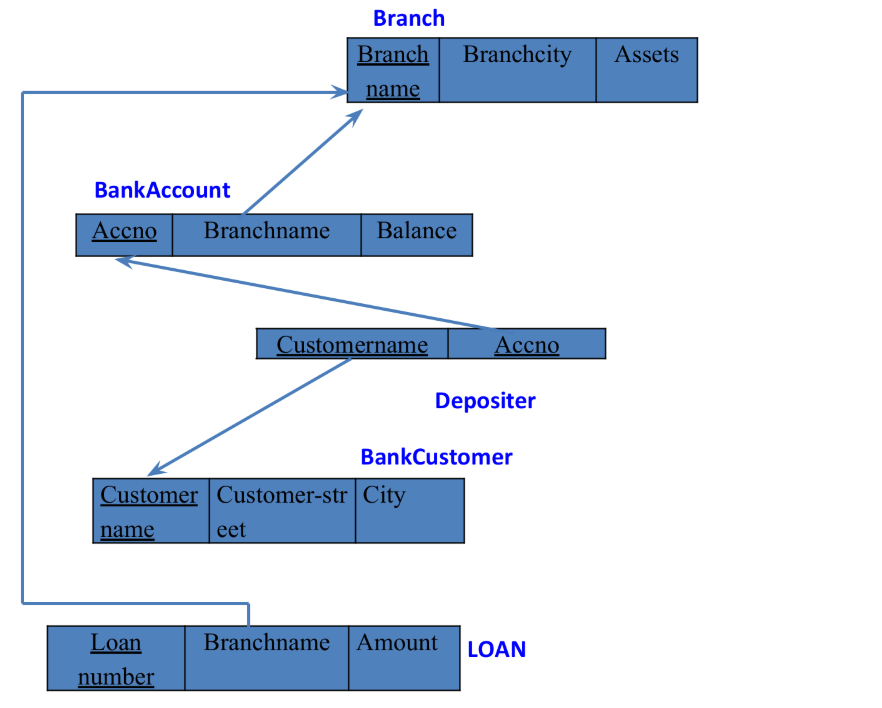 Branch
Branch Branchcity Assets
name
BankAccount
Accno Branchname Balance
Customername Accno
Depositer
BankCustomer
Customer Customer-str City
name eet
Loan Branchname Amount
number
LOAN